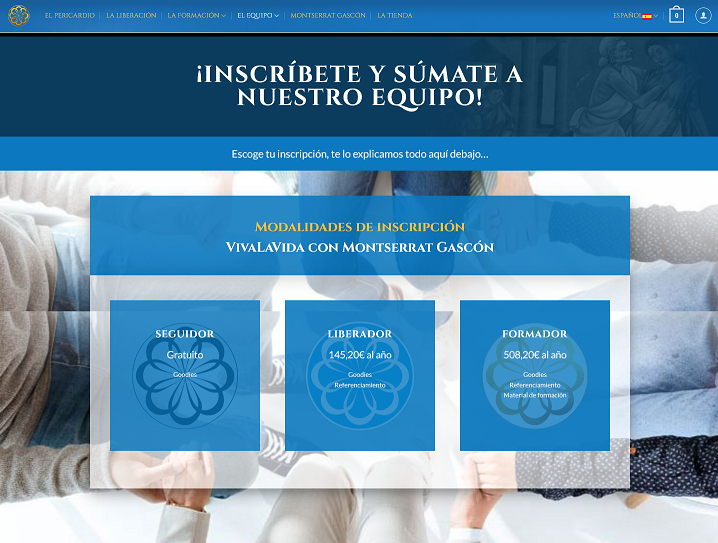 EL PERICARDIO | LA LIBERACIÓN | LA FORMACIÓN | EL EQUIPO | MONTSERRAT GASCÓN | LA TIENDA
ESPAÑOL
0
¡INSCRÍBETE Y SÚMATE A
NUESTRO EQUIPO!
Escoge tu inscripción, te lo explicamos todo aquí debajo...
MODALIDADES DE INSCRIPCIÓN
VIVALAVIDA CON MONTSERRAT GASCÓN
SEGUIDOR
Gratuito
Goodies
LIBERADOR
145,20€ al año
Goodies
Referenciamiento
FORMADOR
508,20€ al año
Goodies
Referenciamiento
Material de formación